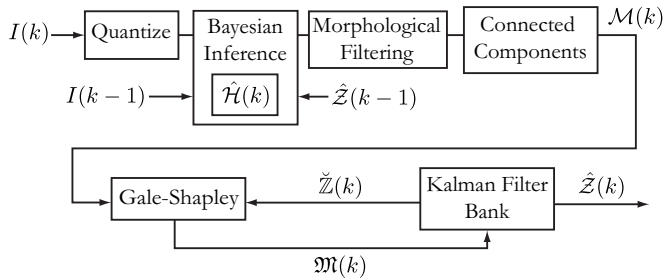 I(k)
Quantize
Bayesian
Inference
Ĥ(k)
Morphological
Filtering
Connected
Components
ℳ(k)
I(k − 1)
𝒵̂(k − 1)
Gale-Shapley
ℤ̆(k)
Kalman Filter
Bank
𝒵̂(k)
𝔐(k)